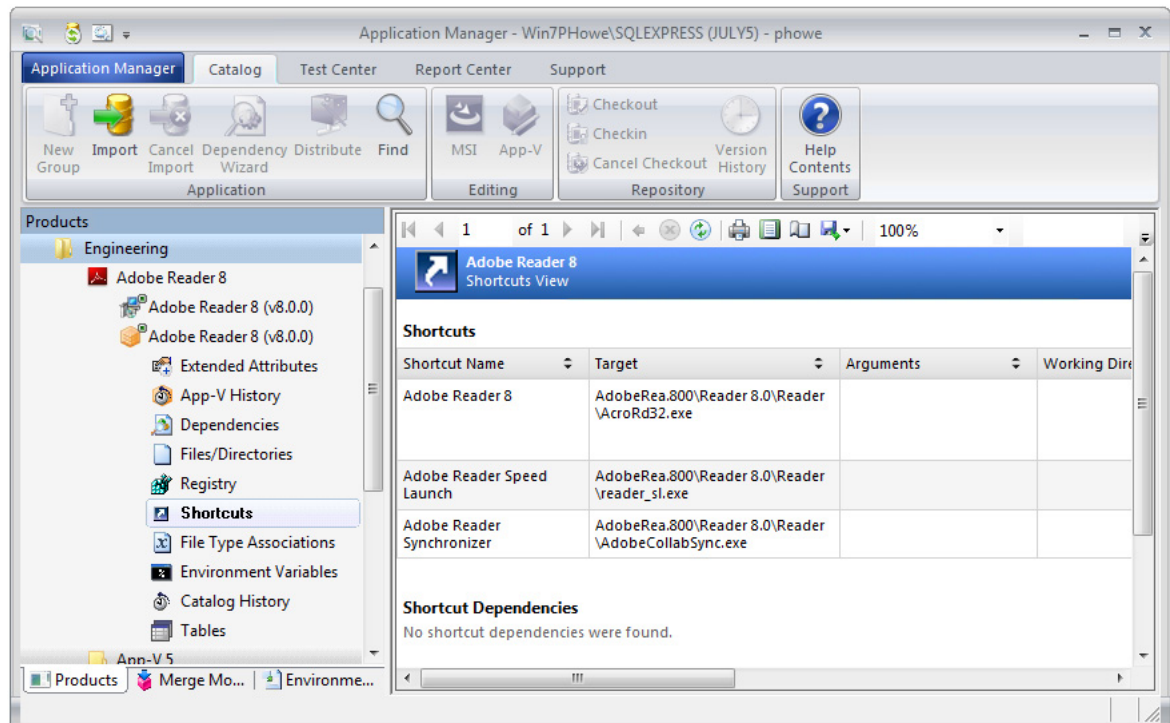 Application Manager - Win7PHowe\SQLEXPRESS (JULY5) - phowe
Application Manager
Catalog
Test Center
Report Center
Support
New Group
Import
Cancel Import
Dependency Wizard
Distribute
Find
Application
MSI
App-V
Editing
Checkout
Checkin
Cancel Checkout
Version History
Repository
Help Contents
Support
Products
Engineering
Adobe Reader 8
Adobe Reader 8 (v8.0.0)
Adobe Reader 8 (v8.0.0)
Extended Attributes
App-V History
Dependencies
Files/Directories
Registry
Shortcuts
File Type Associations
Environment Variables
Catalog History
Tables
App-V 5
Products
Merge Mo...
Environme...
1 of 1
100%
Adobe Reader 8
Shortcuts View
Shortcuts
Shortcut Name Target Arguments Working Dire
Adobe Reader 8 AdobeRea.800\Reader 8.0\Reader
\AcroRd32.exe
Adobe Reader Speed AdobeRea.800\Reader 8.0\Reader
Launch \reader_sl.exe
Adobe Reader AdobeRea.800\Reader 8.0\Reader
Synchronizer \AdobeCollabSync.exe
Shortcut Dependencies
No shortcut dependencies were found.